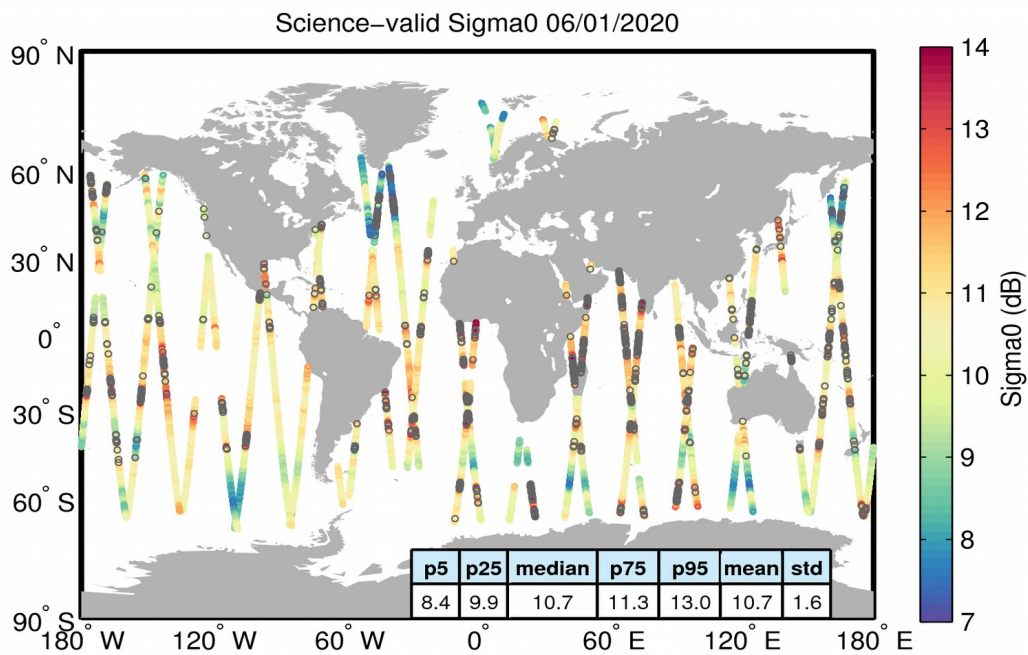 Science−valid Sigma0 06/01/2020
90° N
60° N
30° N
0°
30° S
60° S
90° S
180° W
120° W
60° W
0°
60° E
120° E
180° E
p5 p25 median p75 p95 mean std
8.4 9.9 10.7 11.3 13.0 10.7 1.6
14
13
12
11
10
9
8
7
Sigma0 (dB)